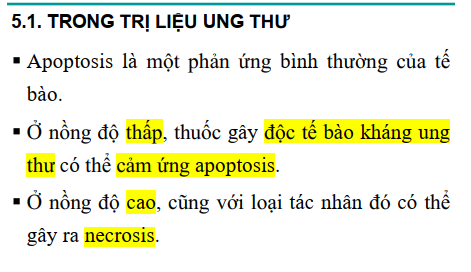 5.1. TRONG TRỊ LIỆU UNG THƯ
▪ Apoptosis là một phản ứng bình thường của tế
bào.
▪ Ở nồng độ thấp, thuốc gây độc tế bào kháng ung
thư có thể cảm ứng apoptosis.
▪ Ở nồng độ cao, cũng với loại tác nhân đó có thể
gây ra necrosis.